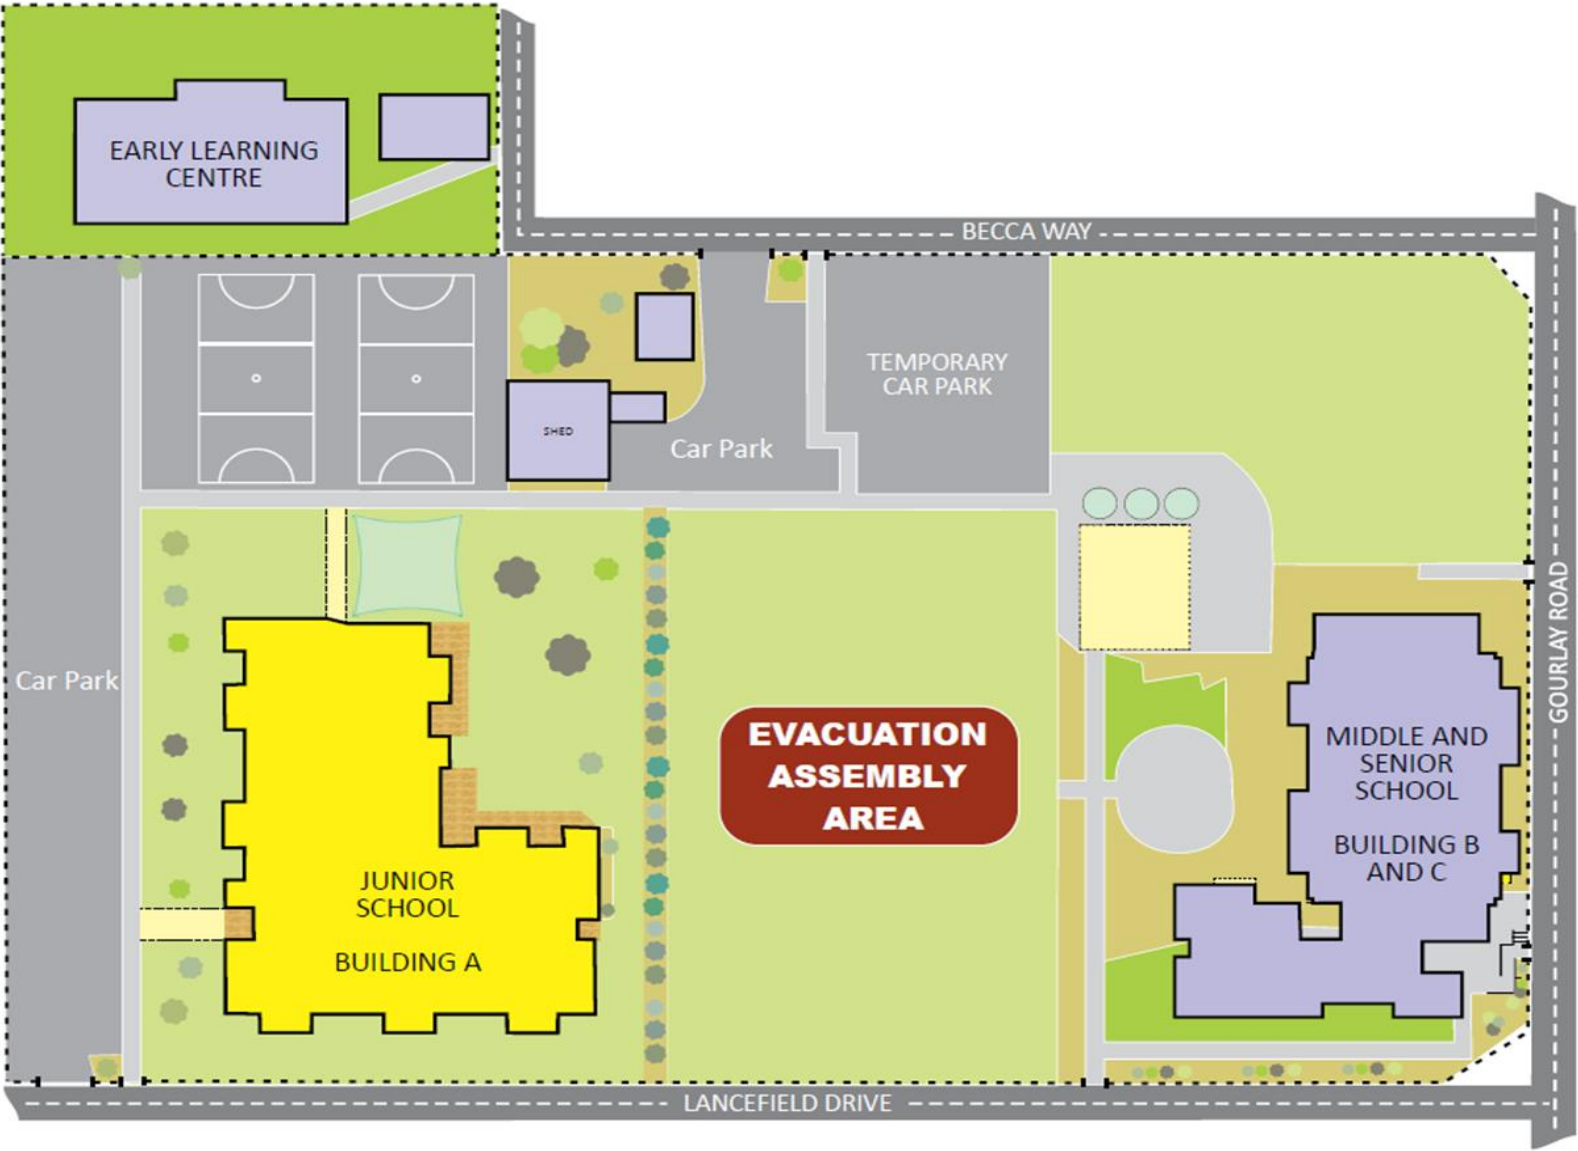 EARLY LEARNING
CENTRE
BECCA WAY
TEMPORARY
CAR PARK
SHED
Car Park
Car Park
GOURLAY ROAD
EVACUATION
ASSEMBLY
AREA
MIDDLE AND
SENIOR
SCHOOL
BUILDING B
AND C
JUNIOR
SCHOOL
BUILDING A
LANCEFIELD DRIVE